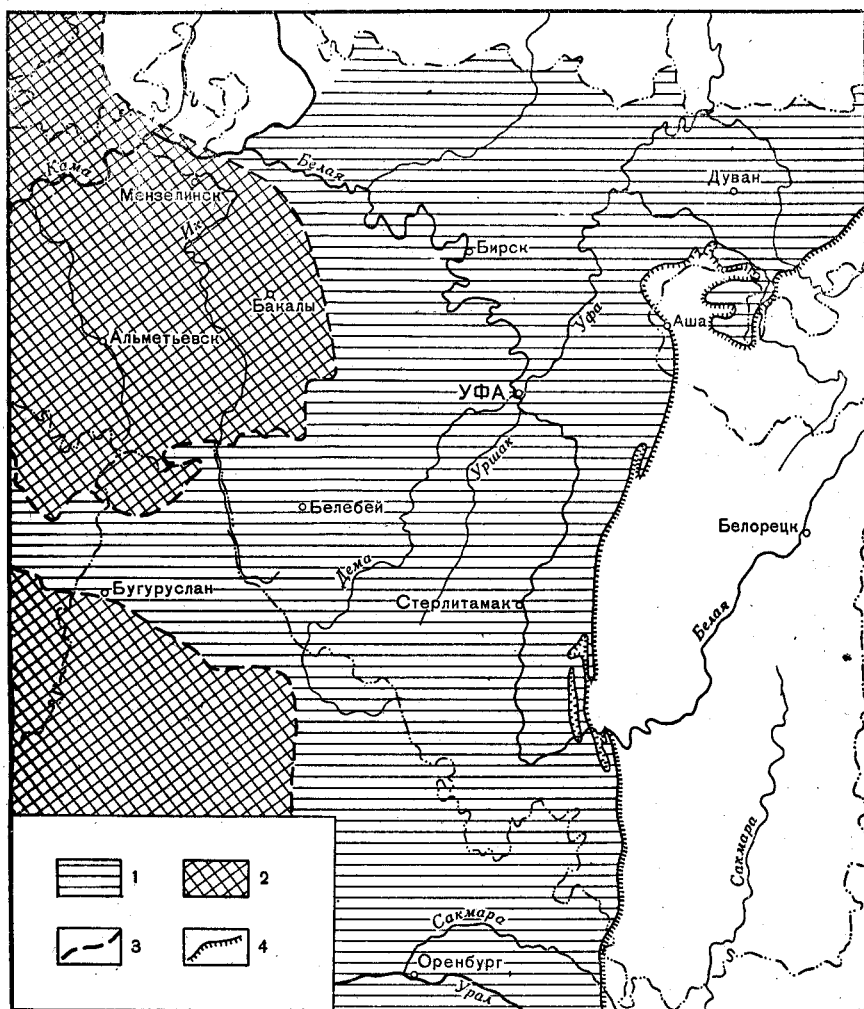 Кама
Мензелинск
Ик
Белая
Дуван
Бирск
Бакалы
Уфа
Аша
Альметьевск
УФА
Уршак
Белебей
Белорецк
Дема
Бугуруслан
Стерлитамак
Белая
Сакмара
Сакмара
Оренбург
Урал
1
2
3
4